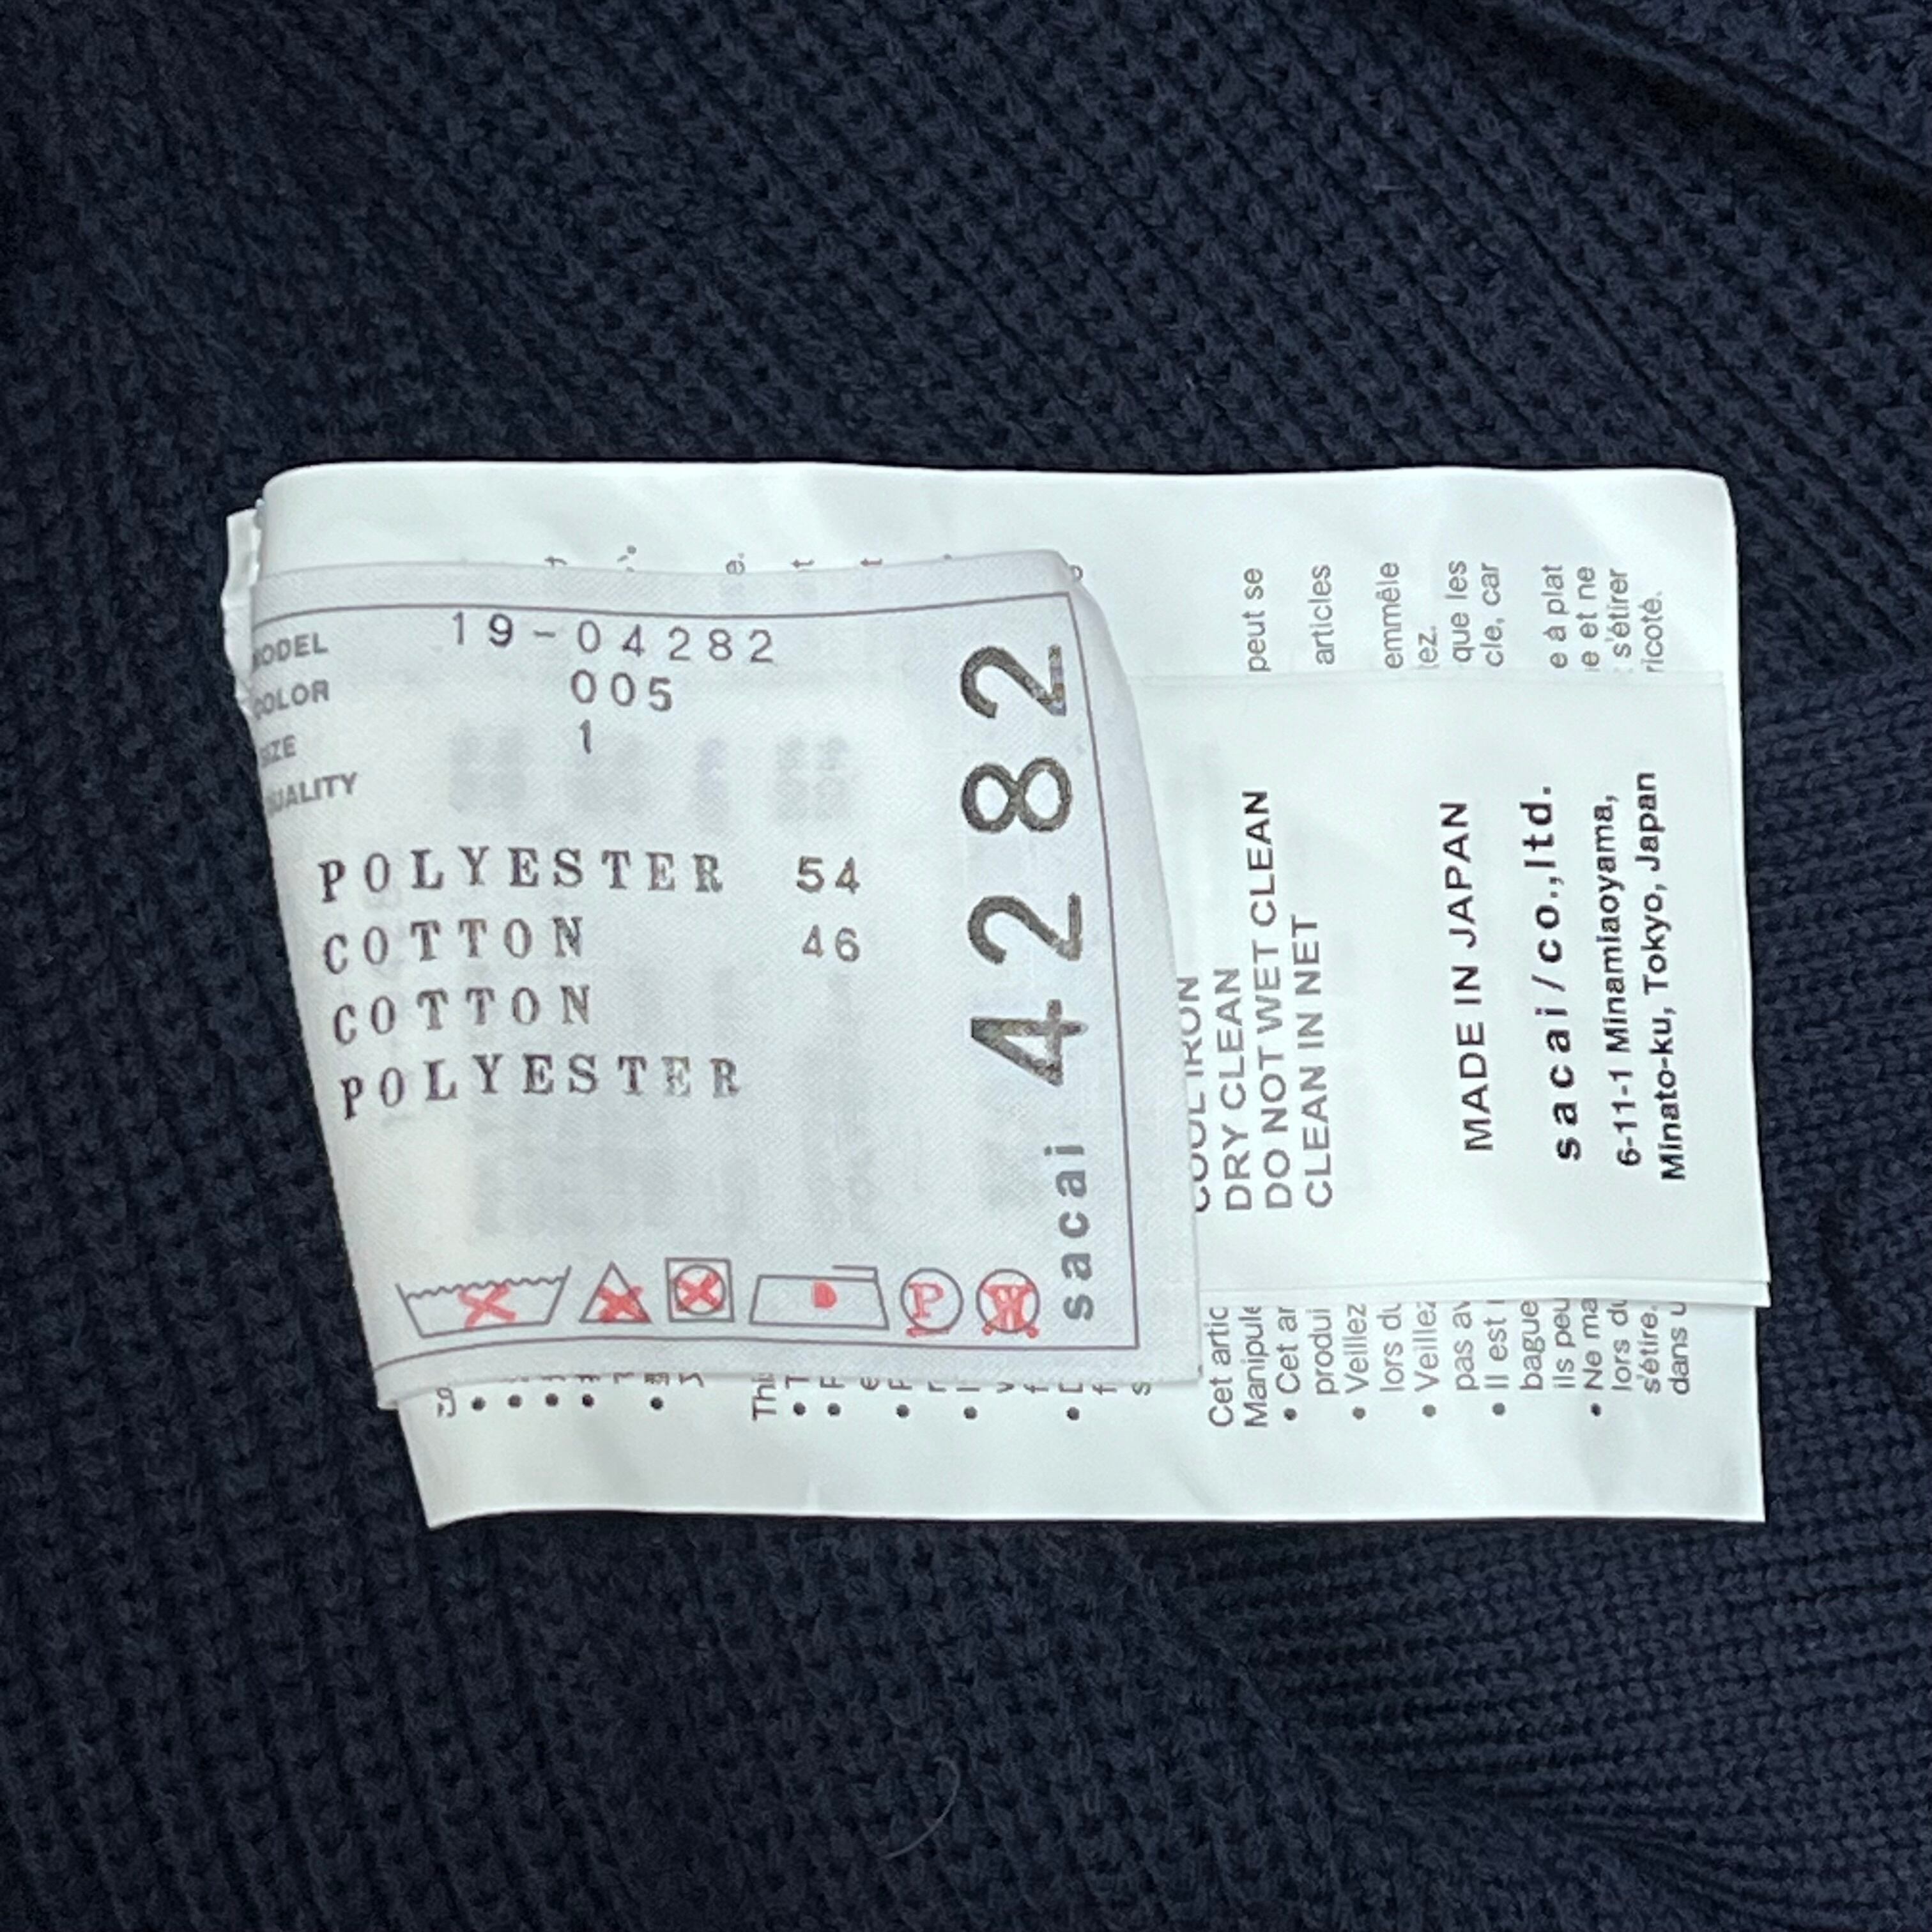 MODEL 19-04282
COLOR 005
SIZE 1
QUALITY
POLYESTER 54
COTTON 46
COTTON
POLYESTER
P
W
sacai 4282
COOL IRON
DRY CLEAN
DO NOT WET CLEAN
CLEAN IN NET
MADE IN JAPAN
sacai/co.,ltd.
6-11-1 Minamiaoyama,
Minato-ku, Tokyo, Japan
peut se
articles
emmêle
ez.
que les
cle, car
e à plat
e et ne
s'étirer
ricoté.
Cet artic
Manipule
• Cet ar
produi
• Veillez
lors du
• Veillez
pas av
• Il est
bague
ils peu
• Ne ma
lors du
s'étire.
dans u